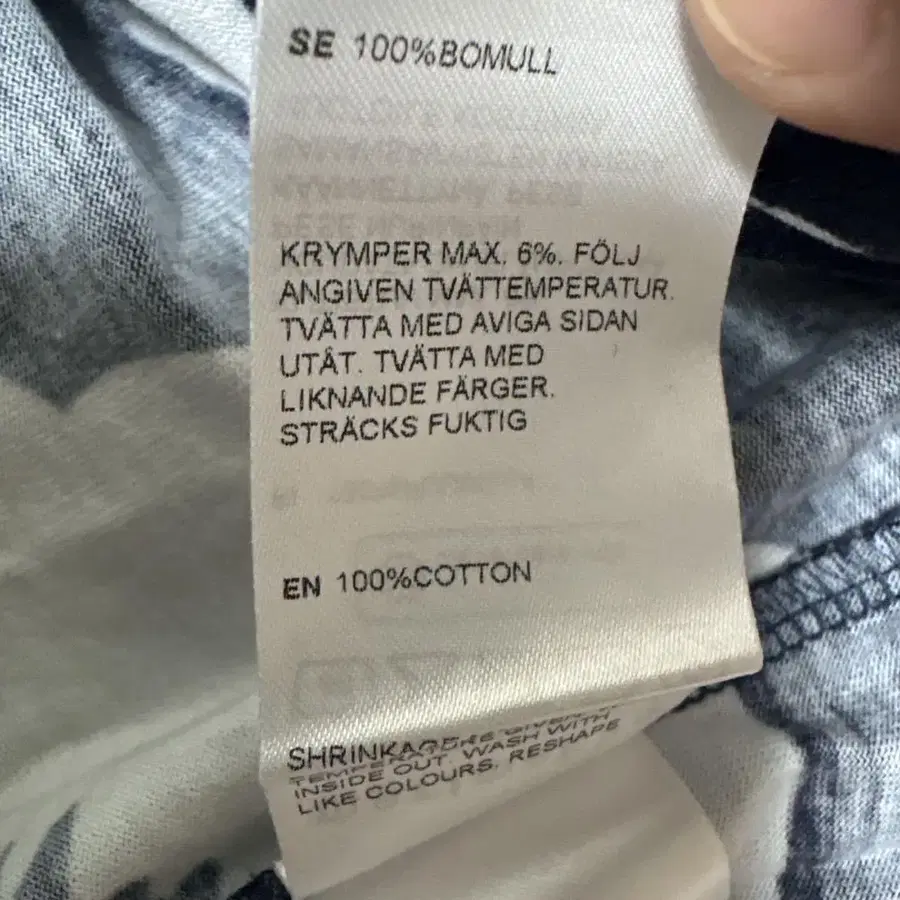 SE 100%BOMULL
KRYMPER MAX. 6%. FÖLJ
ANGIVEN TVÄTTEMPERATUR.
TVÄTTA MED AVIGA SIDAN
UTÅT. TVÄTTA MED
LIKNANDE FÄRGER.
STRÄCKS FUKTIG
EN 100%COTTON
INSIDE OUT. WASH WITH
LIKE COLOURS. RESHAPE